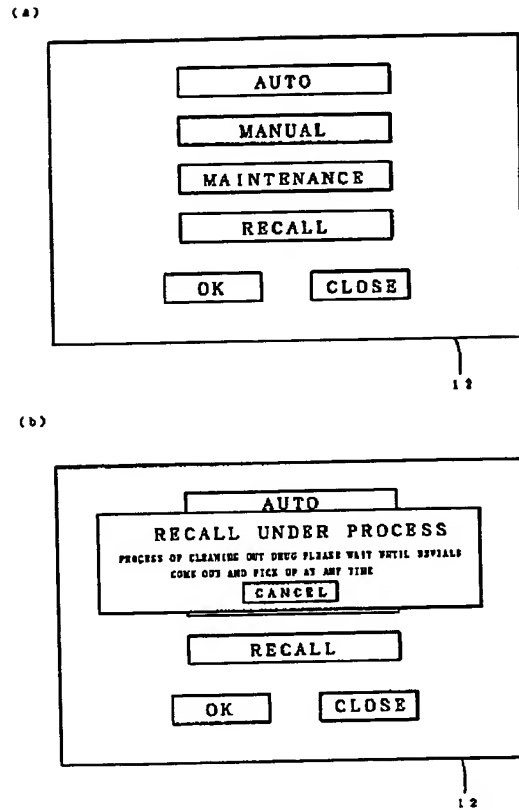 (a)
AUTO
MANUAL
MAINTENANCE
RECALL
OK CLOSE
12
(b)
AUTO
RECALL UNDER PROCESS
PROCESS OF CLEANING OUT DRUG PLEASE WAIT UNTIL
COME OUT AND PICK UP AT ANY TIME
CANCEL
RECALL
OK CLOSE
12